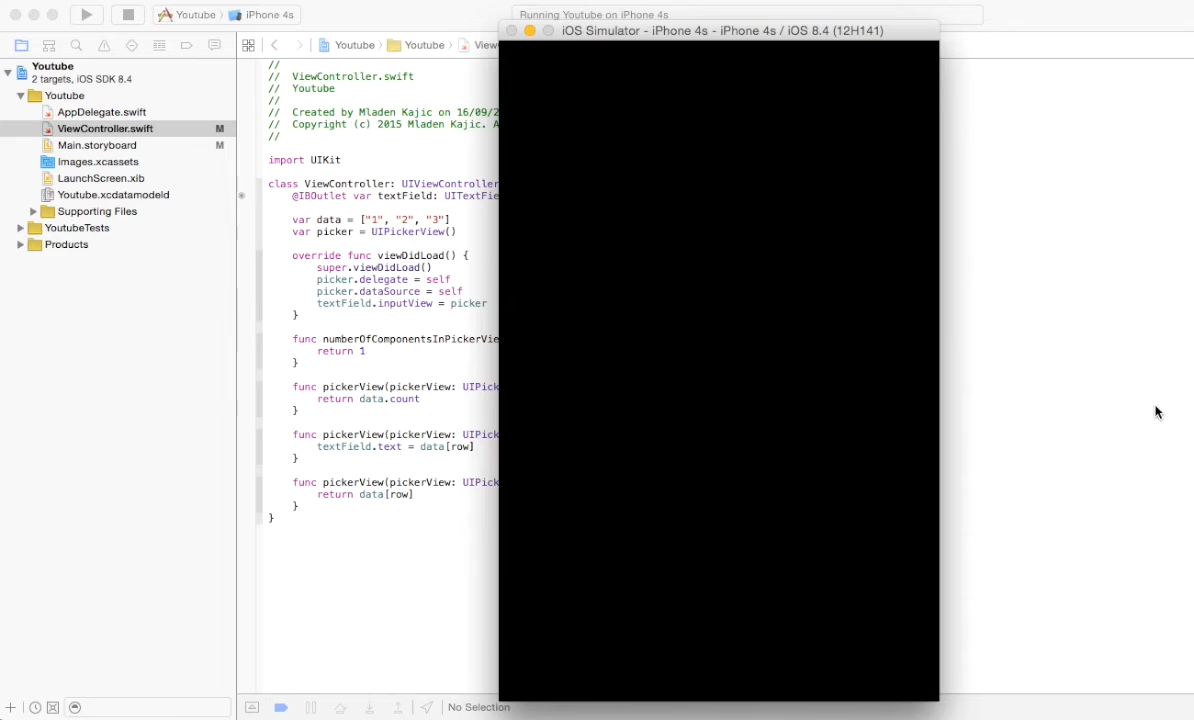 Youtube
iPhone 4s
Running Youtube on iPhone 4s
iOS Simulator - iPhone 4s - iPhone 4s / iOS 8.4 (12H141)
Youtube
Youtube
Youtube
2 targets, iOS SDK 8.4
Youtube
AppDelegate.swift
ViewController.swift M
Main.storyboard M
Images.xcassets
LaunchScreen.xib
Youtube.xcdatamodeld
Supporting Files
YoutubeTests
Products
//
// ViewController.swift
// Youtube
//
// Created by Mladen Kajic on 16/09/2
// Copyright (c) 2015 Mladen Kajic. A
//
import UIKit
class ViewController: UIViewController
@IBOutlet var textField: UITextFie
var data = ["1", "2", "3"]
var picker = UIPickerView()
override func viewDidLoad() {
super.viewDidLoad()
picker.delegate = self
picker.dataSource = self
textField.inputView = picker
}
func numberOfComponentsInPickerVie
return 1
}
func pickerView(pickerView: UIPick
return data.count
}
func pickerView(pickerView: UIPick
textField.text = data[row]
}
func pickerView(pickerView: UIPick
return data[row]
}
}
No Selection